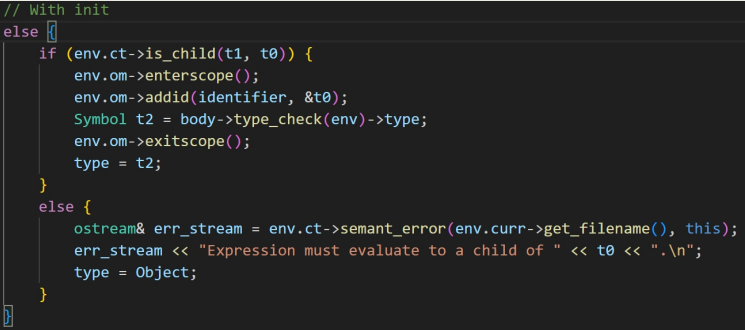 // With init
else {
    if (env.ct->is_child(t1, t0)) {
        env.om->enterscope();
        env.om->addid(identifier, &t0);
        Symbol t2 = body->type_check(env)->type;
        env.om->exitscope();
        type = t2;
    }
    else {
        ostream& err_stream = env.ct->semant_error(env.curr->get_filename(), this);
        err_stream << "Expression must evaluate to a child of " << t0 << ".\n";
        type = Object;
    }
}